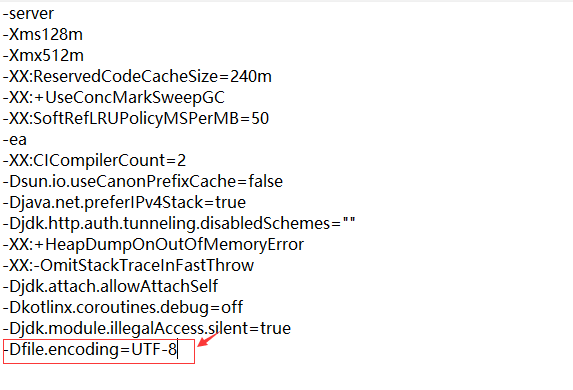 -server
-Xms128m
-Xmx512m
-XX:ReservedCodeCacheSize=240m
-XX:+UseConcMarkSweepGC
-XX:SoftRefLRUPolicyMSPerMB=50
-ea
-XX:CICompilerCount=2
-Dsun.io.useCanonPrefixCache=false
-Djava.net.preferIPv4Stack=true
-Djdk.http.auth.tunneling.disabledSchemes=""
-XX:+HeapDumpOnOutOfMemoryError
-XX:-OmitStackTraceInFastThrow
-Djdk.attach.allowAttachSelf
-Dkotlinx.coroutines.debug=off
-Djdk.module.illegalAccess.silent=true
-Dfile.encoding=UTF-8